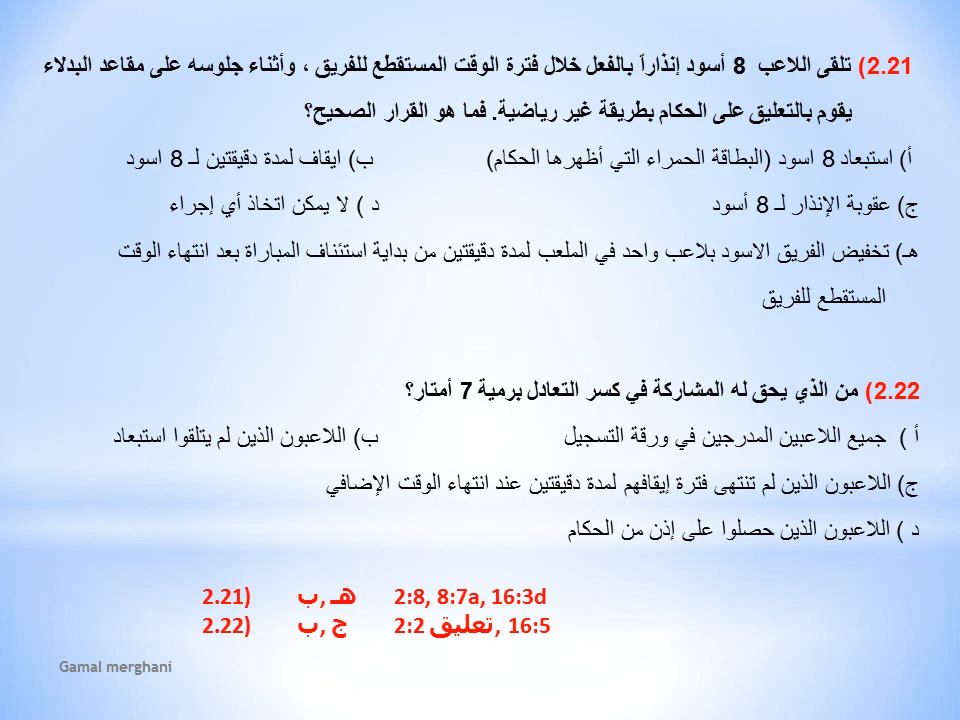 2.21) تلقى اللاعب 8 أسود إنذاراً بالفعل خلال فترة الوقت المستقطع للفريق ، وأثناء جلوسه على مقاعد البدلاء
يقوم بالتعليق على الحكام بطريقة غير رياضية. فما هو القرار الصحيح؟
أ) استبعاد 8 اسود (البطاقة الحمراء التي أظهرها الحكام) ب) ايقاف لمدة دقيقتين لـ 8 اسود
ج) عقوبة الإنذار لـ 8 أسود د ) لا يمكن اتخاذ أي إجراء
هـ) تخفيض الفريق الاسود بلاعب واحد في الملعب لمدة دقيقتين من بداية استئناف المباراة بعد انتهاء الوقت
المستقطع للفريق
2.22) من الذي يحق له المشاركة في كسر التعادل برمية 7 أمتار؟
أ ) جميع اللاعبين المدرجين في ورقة التسجيل ب) اللاعبون الذين لم يتلقوا استبعاد
ج) اللاعبون الذين لم تنتهى فترة إيقافهم لمدة دقيقتين عند انتهاء الوقت الإضافي
د ) اللاعبون الذين حصلوا على إذن من الحكام
2.21) ب, هـ 2:8, 8:7a, 16:3d
2.22) ب, ج 2:2 تعليق, 16:5
Gamal merghani